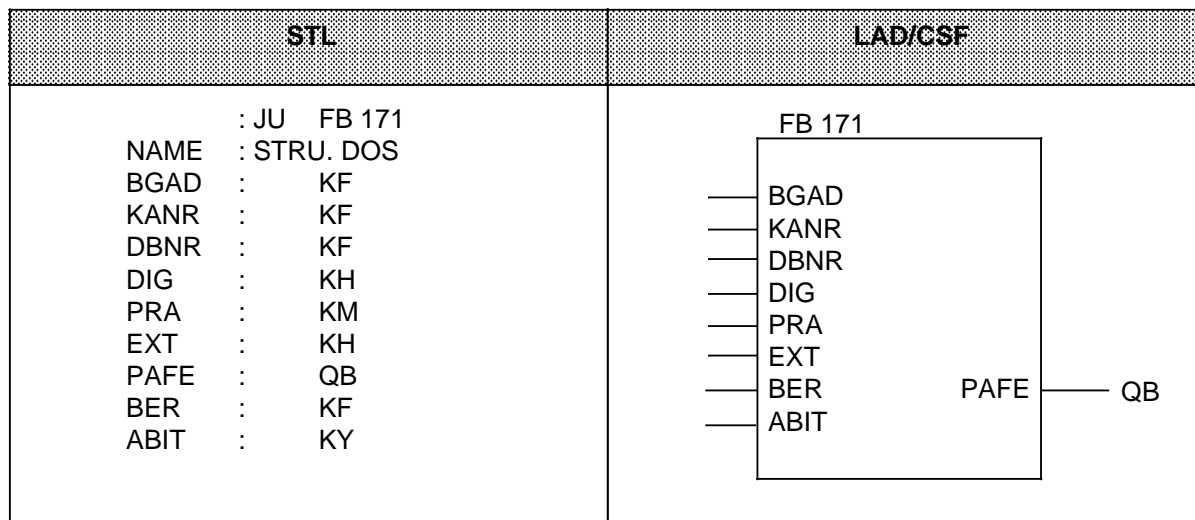 STL
: JU FB 171
NAME : STRU. DOS
BGAD : KF
KANR : KF
DBNR : KF
DIG : KH
PRA : KM
EXT : KH
PAFE : QB
BER : KF
ABIT : KY
LAD/CSF
FB 171
BGAD
KANR
DBNR
DIG
PRA
EXT
BER PAFE QB
ABIT